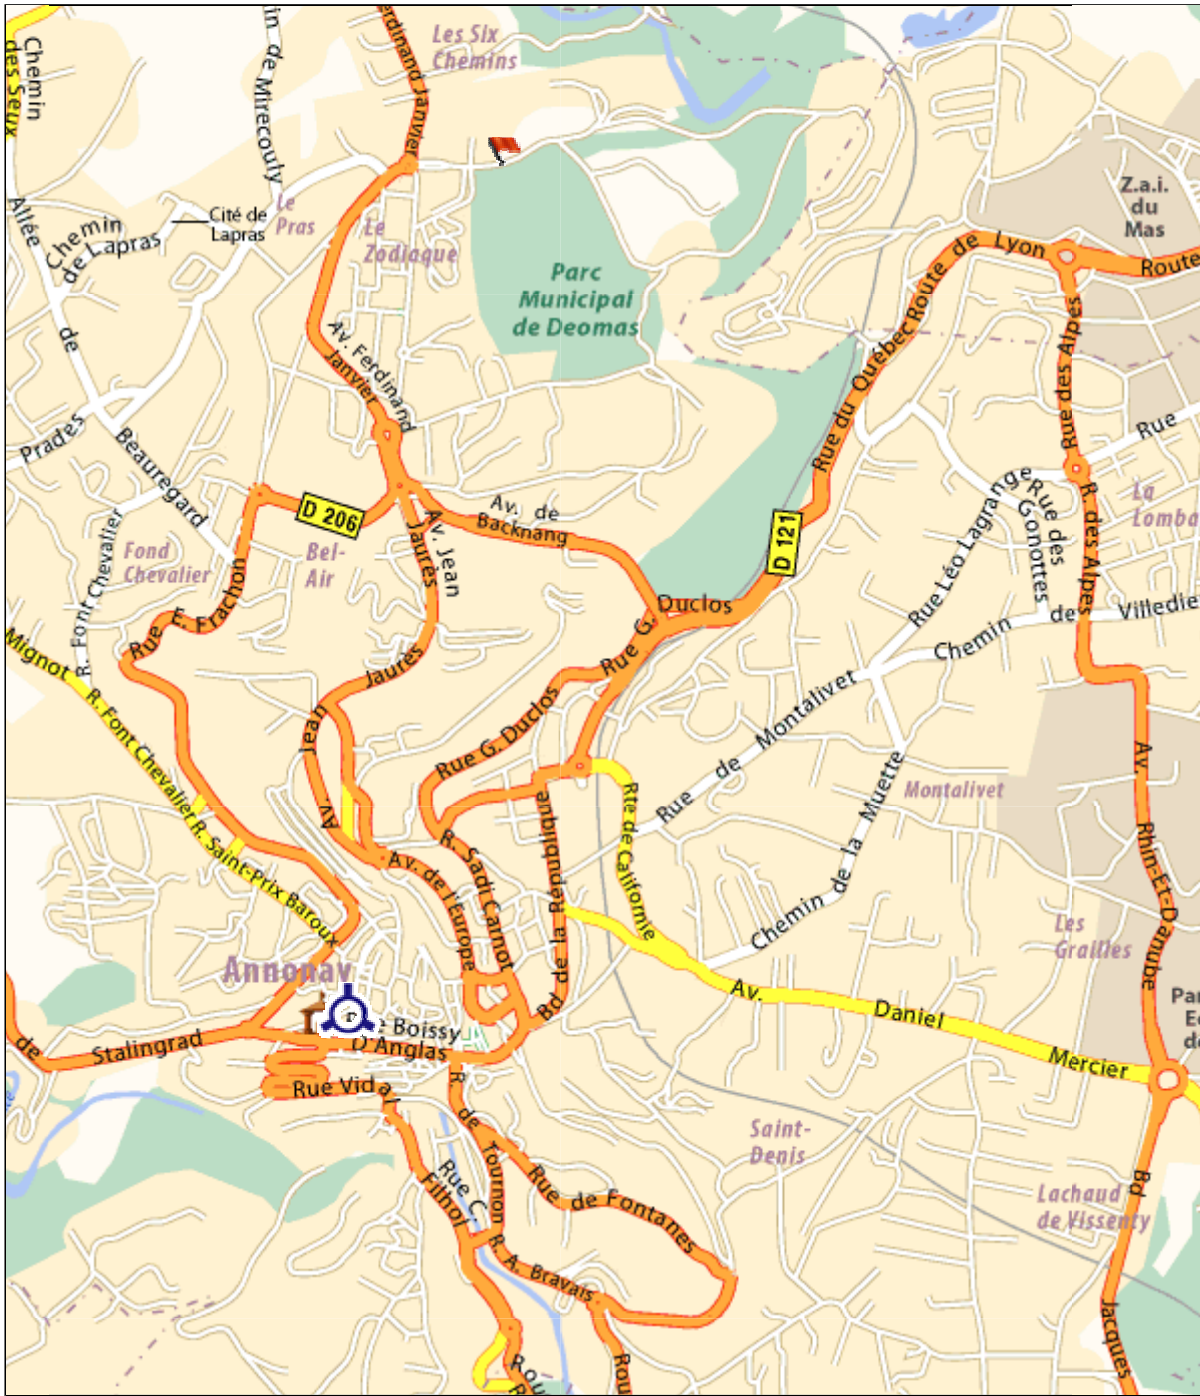 Chemin
des Seux
in de Mirecouly
erdinand Janvier
Les Six
Chemins
Z.a.i.
du
Mas
Allée
Chemin
de Lapras
Cité de
Lapras
Le
Pras
Le
Zodiaque
Parc
Municipal
de Deomas
Route de Lyon
Route
de
Av. Ferdinand
Janvier
Rue du Québec
Rue des Alpes
Rue
Prades
Beauregard
D 206
Av. de
Backnang
D 121
Rue Léo Lagrange
Rue des
Gonottes
La
Lomba
R. Font Chevalier
Fond
Chevalier
Bel-
Air
Av. Jean
Jaurès
R. des Alpes
Rue E. Frachon
Duclos
Rue G.
Chemin de Villedie
Mignot
R. Font Chevalier
Jaurès
Av. Jean
Rue G. Duclos
Rue de Montalivet
Montalivet
Rte de Californie
Chemin de la Muette
Av. Rhin-Et-Danube
R. Saint-Prix Baroux
Av. de l'Europe
R. Sadi Carnot
Bd de la République
Les
Grailles
Annonay
Av. Daniel Mercier
Par
de
Stalingrad
e Boissy
D'Anglas
Rue Vidal
R. de Tournon
Saint-
Denis
Rue C.
Filhol
Rue de Fontanes
Lachaud
de Vissenty
Bd
R. A. Bravais
Jacques
Rou
Rou